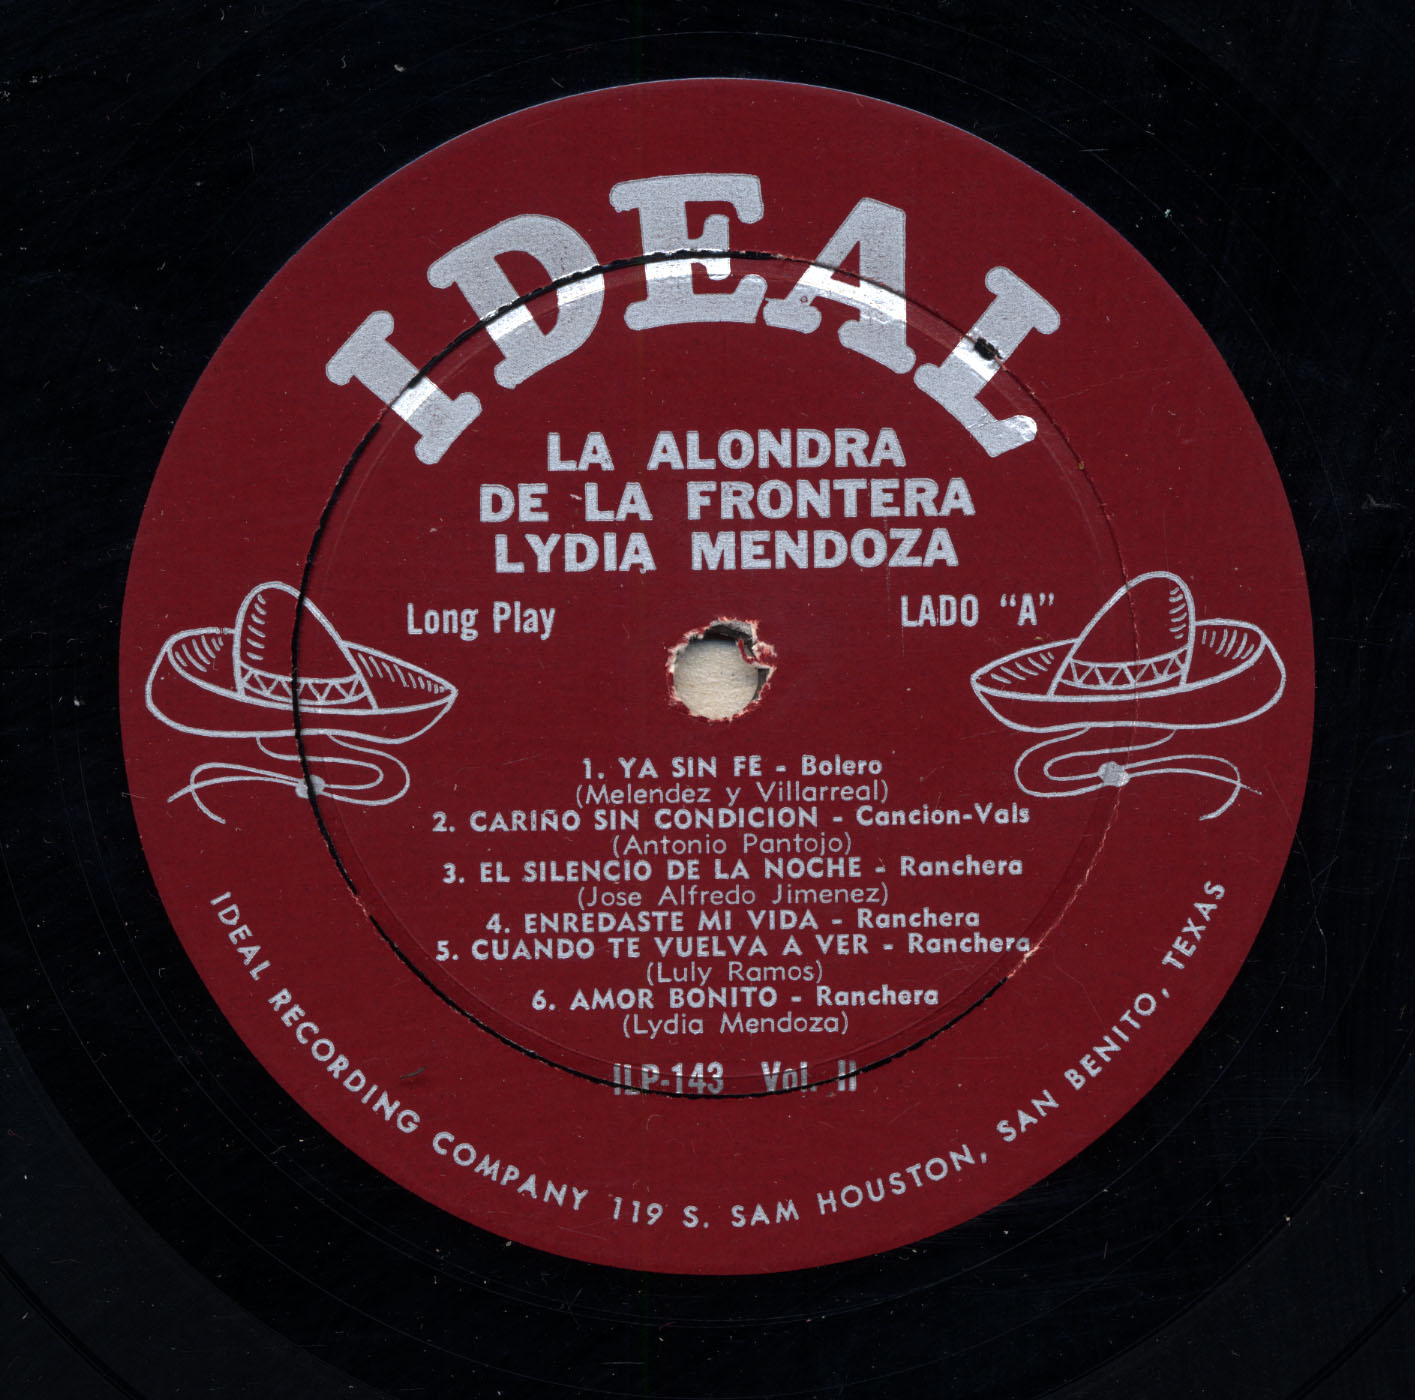 IDEAL
LA ALONDRA
DE LA FRONTERA
LYDIA MENDOZA
Long Play
LADO "A"
1. YA SIN FE - Bolero
(Melendez y Villarreal)
2. CARIÑO SIN CONDICION - Cancion-Vals
(Antonio Pantojo)
3. EL SILENCIO DE LA NOCHE - Ranchera
(Jose Alfredo Jimenez)
4. ENREDASTE MI VIDA - Ranchera
5. CUANDO TE VUELVA A VER - Ranchera
(Luly Ramos)
6. AMOR BONITO - Ranchera
(Lydia Mendoza)
ILP-143 Vol. II
IDEAL RECORDING COMPANY 119 S. SAM HOUSTON, SAN BENITO, TEXAS